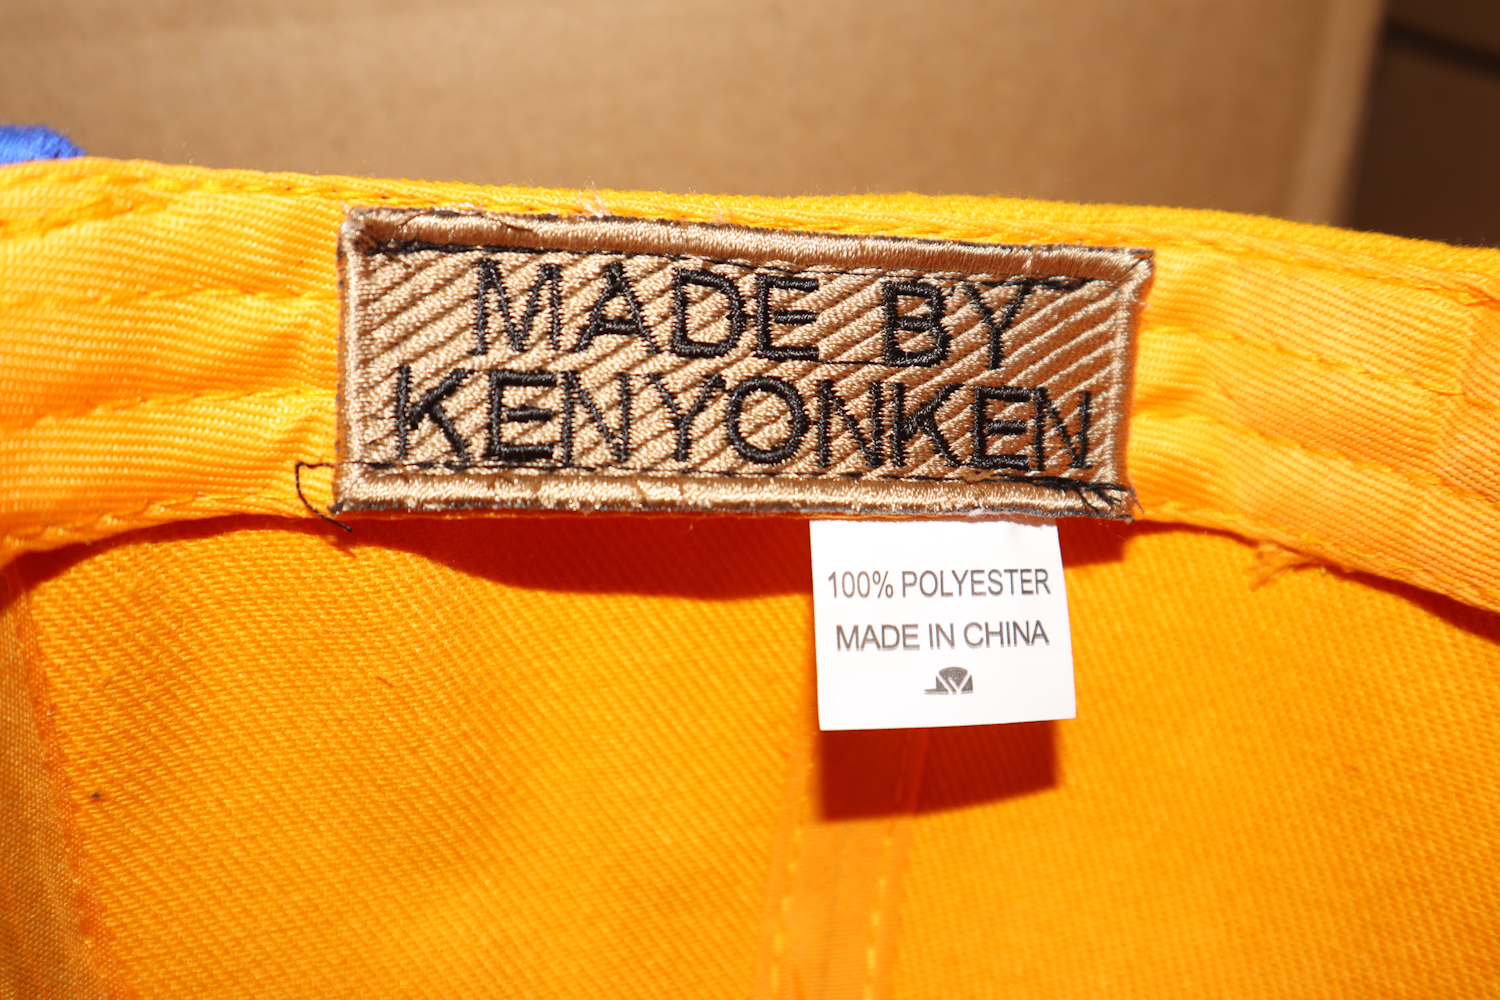 MADE BY
KENYONKEN
100% POLYESTER
MADE IN CHINA